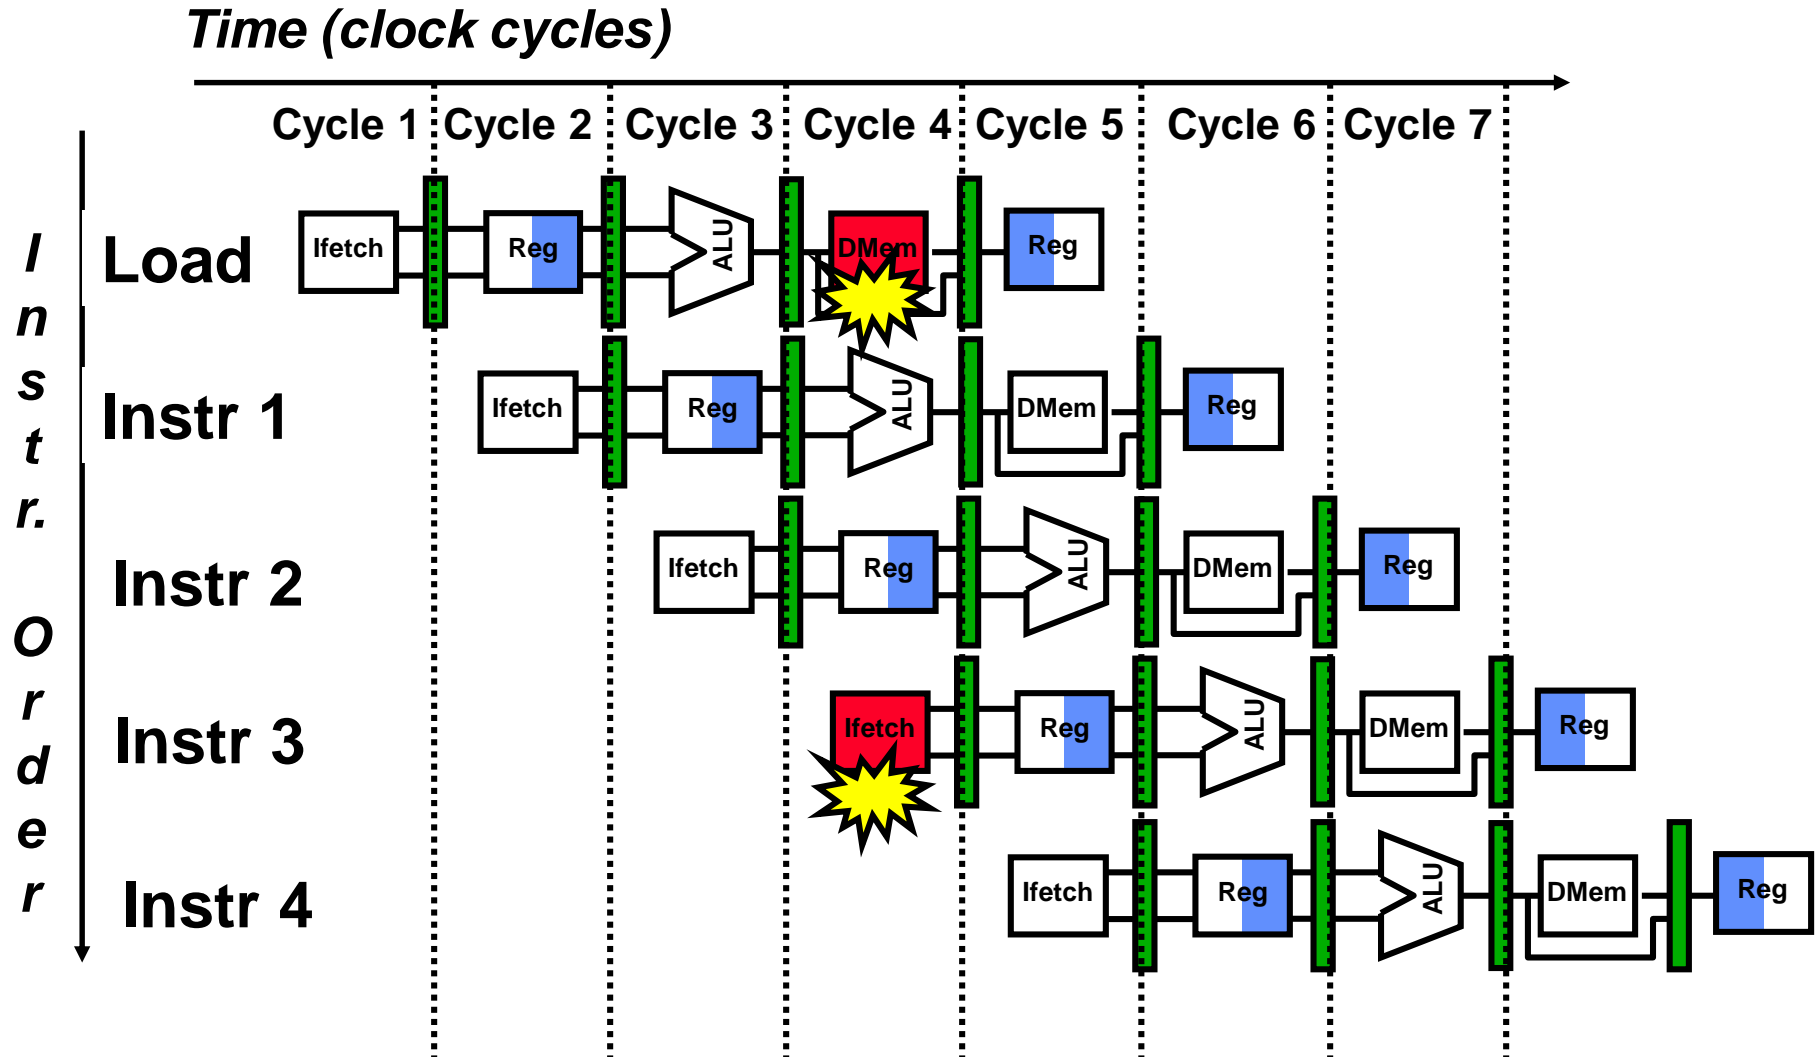 Time (clock cycles)
Cycle 1 Cycle 2 Cycle 3 Cycle 4 Cycle 5 Cycle 6 Cycle 7
Instr. Order
Load Ifetch Reg ALU DMem Reg
Instr 1 Ifetch Reg ALU DMem Reg
Instr 2 Ifetch Reg ALU DMem Reg
Instr 3 Ifetch Reg ALU DMem Reg
Instr 4 Ifetch Reg ALU DMem Reg